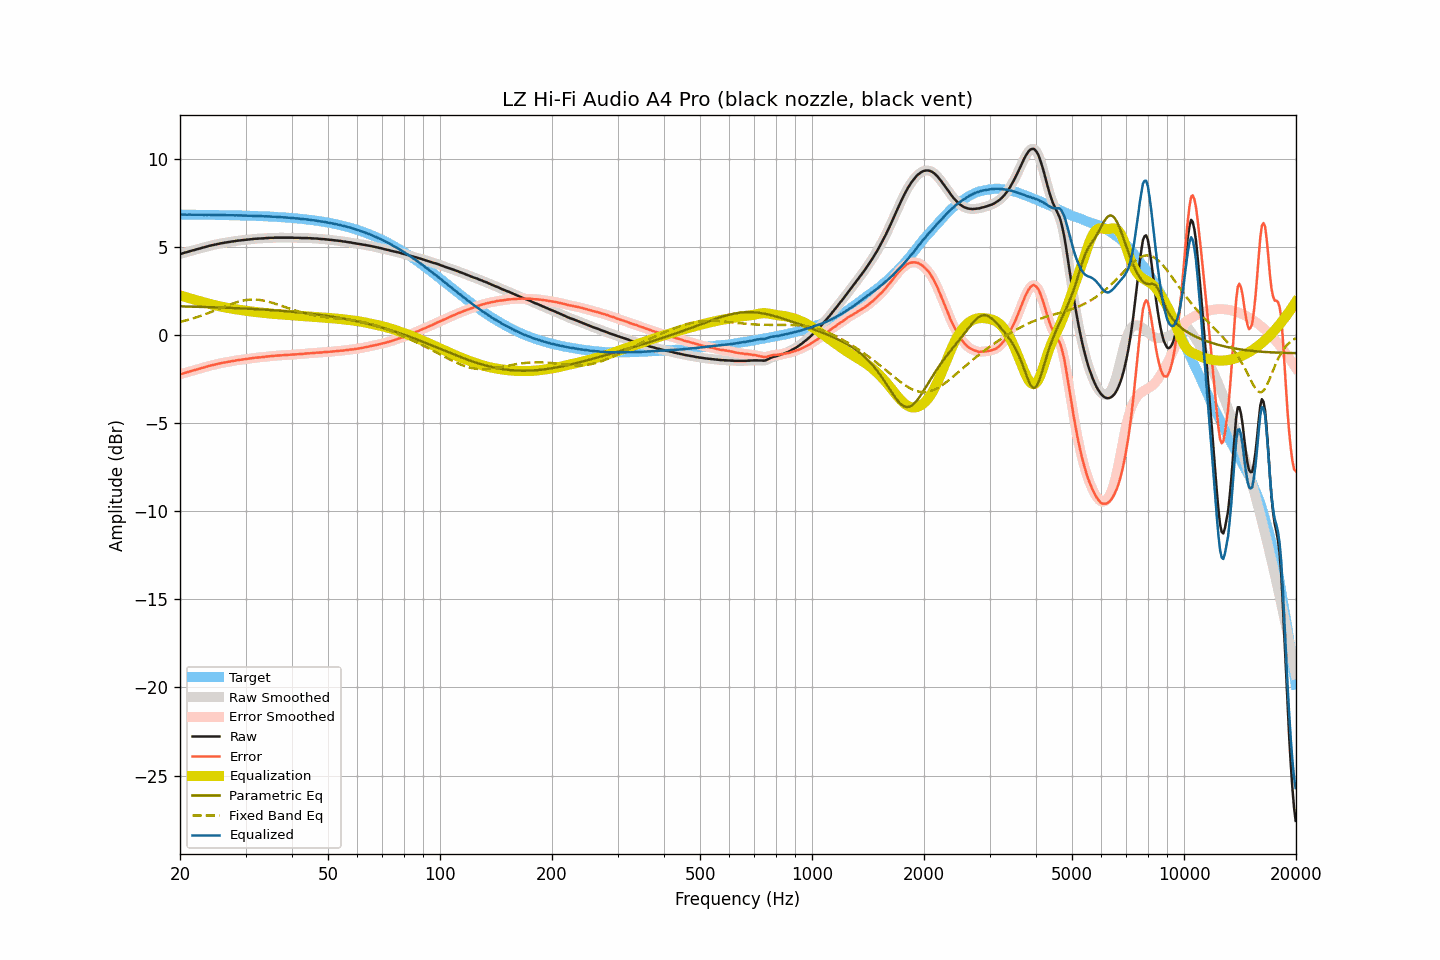 LZ Hi-Fi Audio A4 Pro (black nozzle, black vent)
Amplitude (dBr)
10
5
0
−5
−10
−15
−20
−25
Target
Raw Smoothed
Error Smoothed
Raw
Error
Equalization
Parametric Eq
Fixed Band Eq
Equalized
20 50 100 200 500 1000 2000 5000 10000 20000
Frequency (Hz)